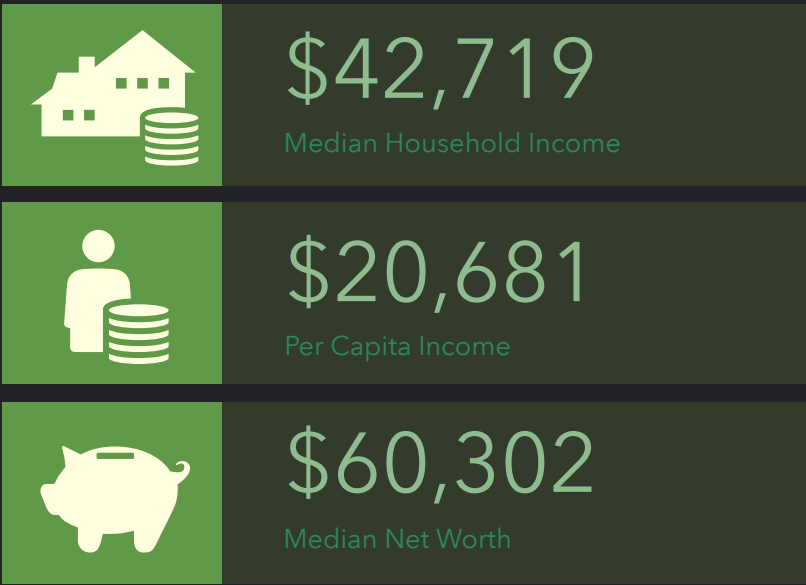 $42,719
Median Household Income
$20,681
Per Capita Income
$60,302
Median Net Worth